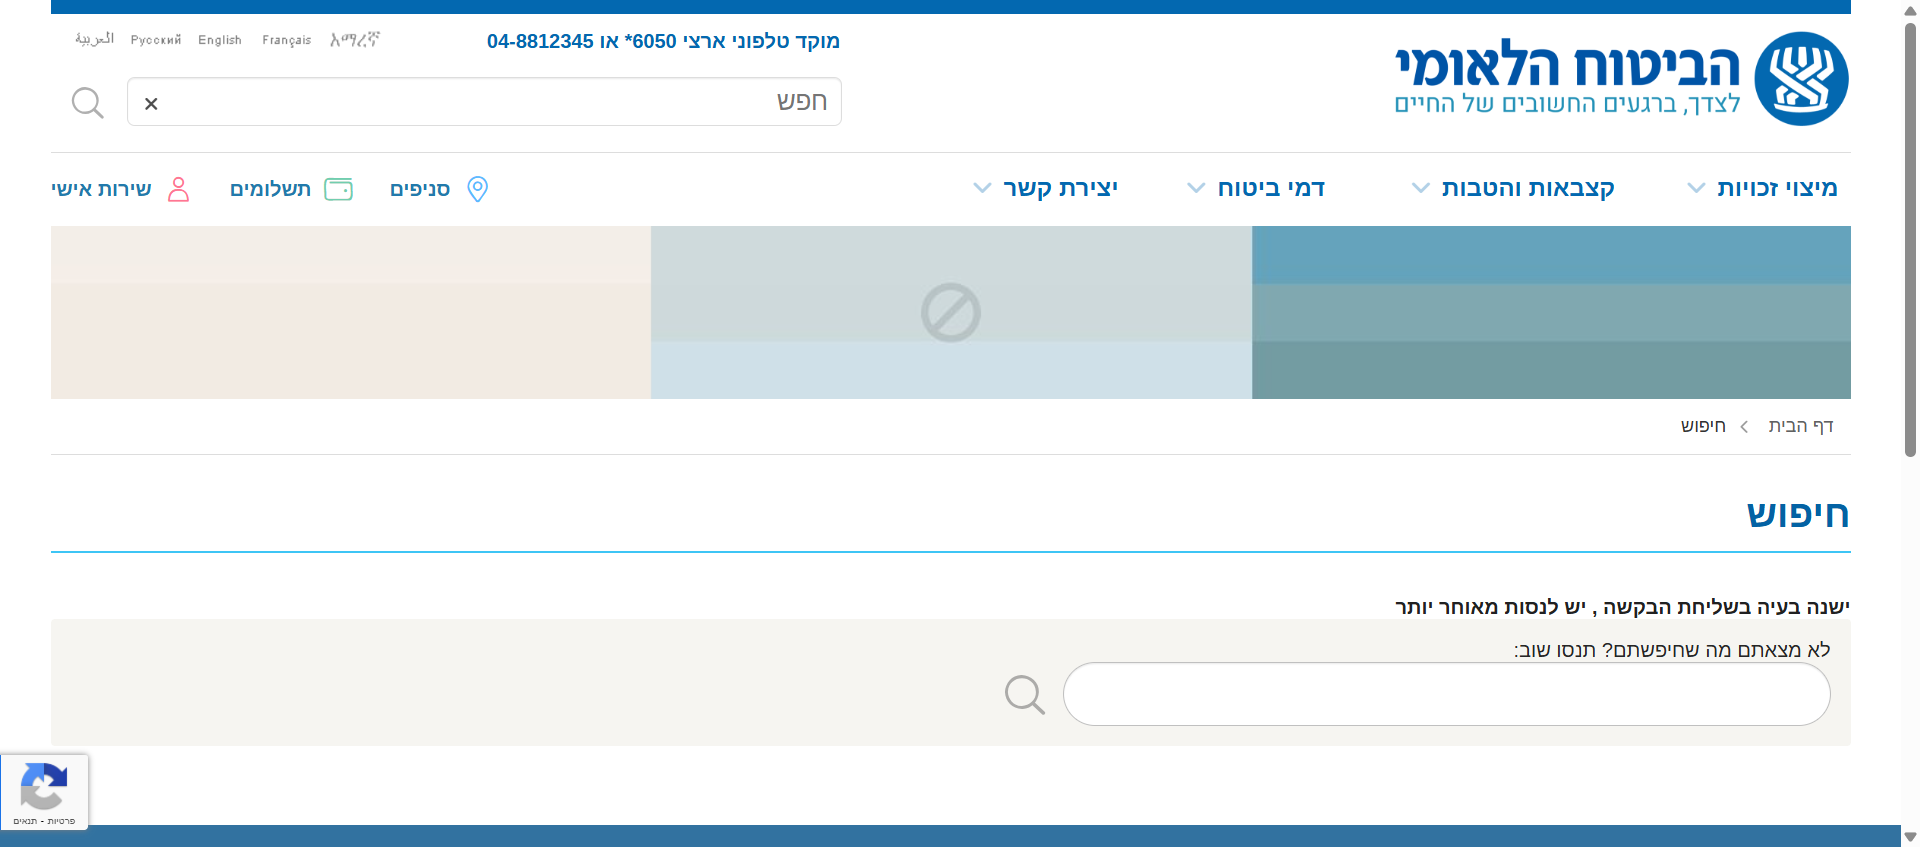 הביטוח הלאומי
לצדך, ברגעים החשובים של החיים
מוקד טלפוני ארצי 6050* או 04-8812345
አማረኛ Français English Русский العربية
חפש
מיצוי זכויות
קצבאות והטבות
דמי ביטוח
יצירת קשר
סניפים
תשלומים
שירות אישי
דף הבית
חיפוש
חיפוש
ישנה בעיה בשליחת הבקשה , יש לנסות מאוחר יותר
לא מצאתם מה שחיפשתם? תנסו שוב:
פרטיות - תנאים